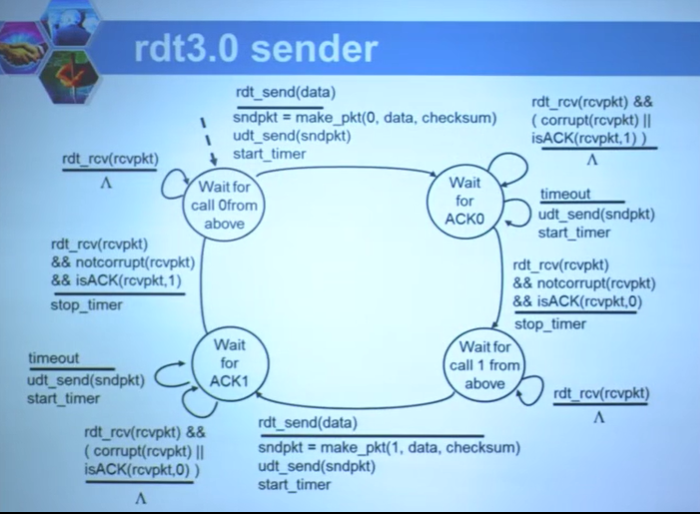 rdt3.0 sender
rdt_send(data)
sndpkt = make_pkt(0, data, checksum)
udt_send(sndpkt)
start_timer
rdt_rcv(rcvpkt) &&
( corrupt(rcvpkt) ||
isACK(rcvpkt,1) )
Λ
rdt_rcv(rcvpkt)
Λ
Wait for
call 0from
above
Wait
for
ACK0
timeout
udt_send(sndpkt)
start_timer
rdt_rcv(rcvpkt)
&& notcorrupt(rcvpkt)
&& isACK(rcvpkt,1)
stop_timer
rdt_rcv(rcvpkt)
&& notcorrupt(rcvpkt)
&& isACK(rcvpkt,0)
stop_timer
Wait
for
ACK1
Wait for
call 1 from
above
timeout
udt_send(sndpkt)
start_timer
rdt_rcv(rcvpkt)
Λ
rdt_rcv(rcvpkt) &&
( corrupt(rcvpkt) ||
isACK(rcvpkt,0) )
Λ
rdt_send(data)
sndpkt = make_pkt(1, data, checksum)
udt_send(sndpkt)
start_timer